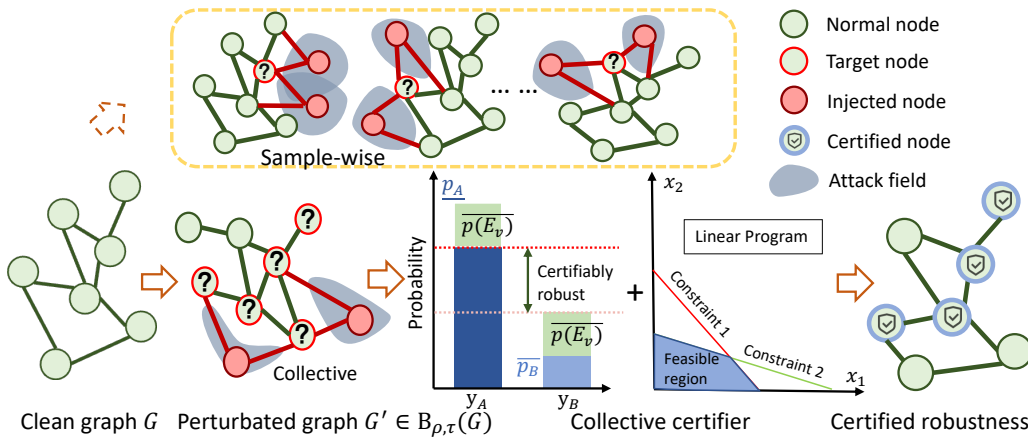 Normal node
Target node
Injected node
Certified node
Attack field
?
?
?
... ...
Sample-wise
?
?
?
?
?
Collective
Probability
p_A
p(E_v)
Certifiably
robust
p(E_v)
p_B
y_A
y_B
+
x_2
Linear Program
Constraint 1
Feasible
region
Constraint 2
x_1
Clean graph G
Perturbated graph G′ ∈ B_{ρ,τ}(G)
Collective certifier
Certified robustness